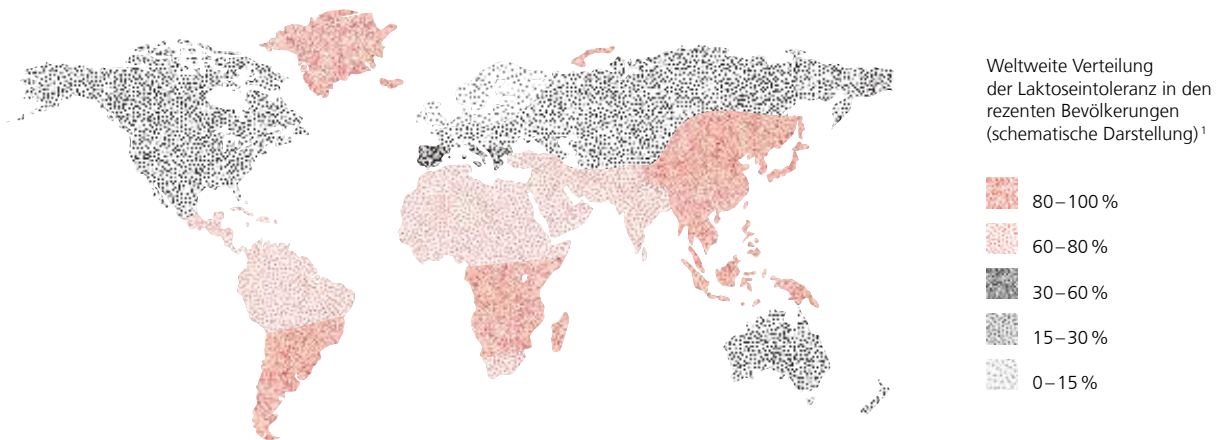 Weltweite Verteilung
der Laktoseintoleranz in den
rezenten Bevölkerungen
(schematische Darstellung)¹
80–100 %
60–80 %
30–60 %
15–30 %
0–15 %